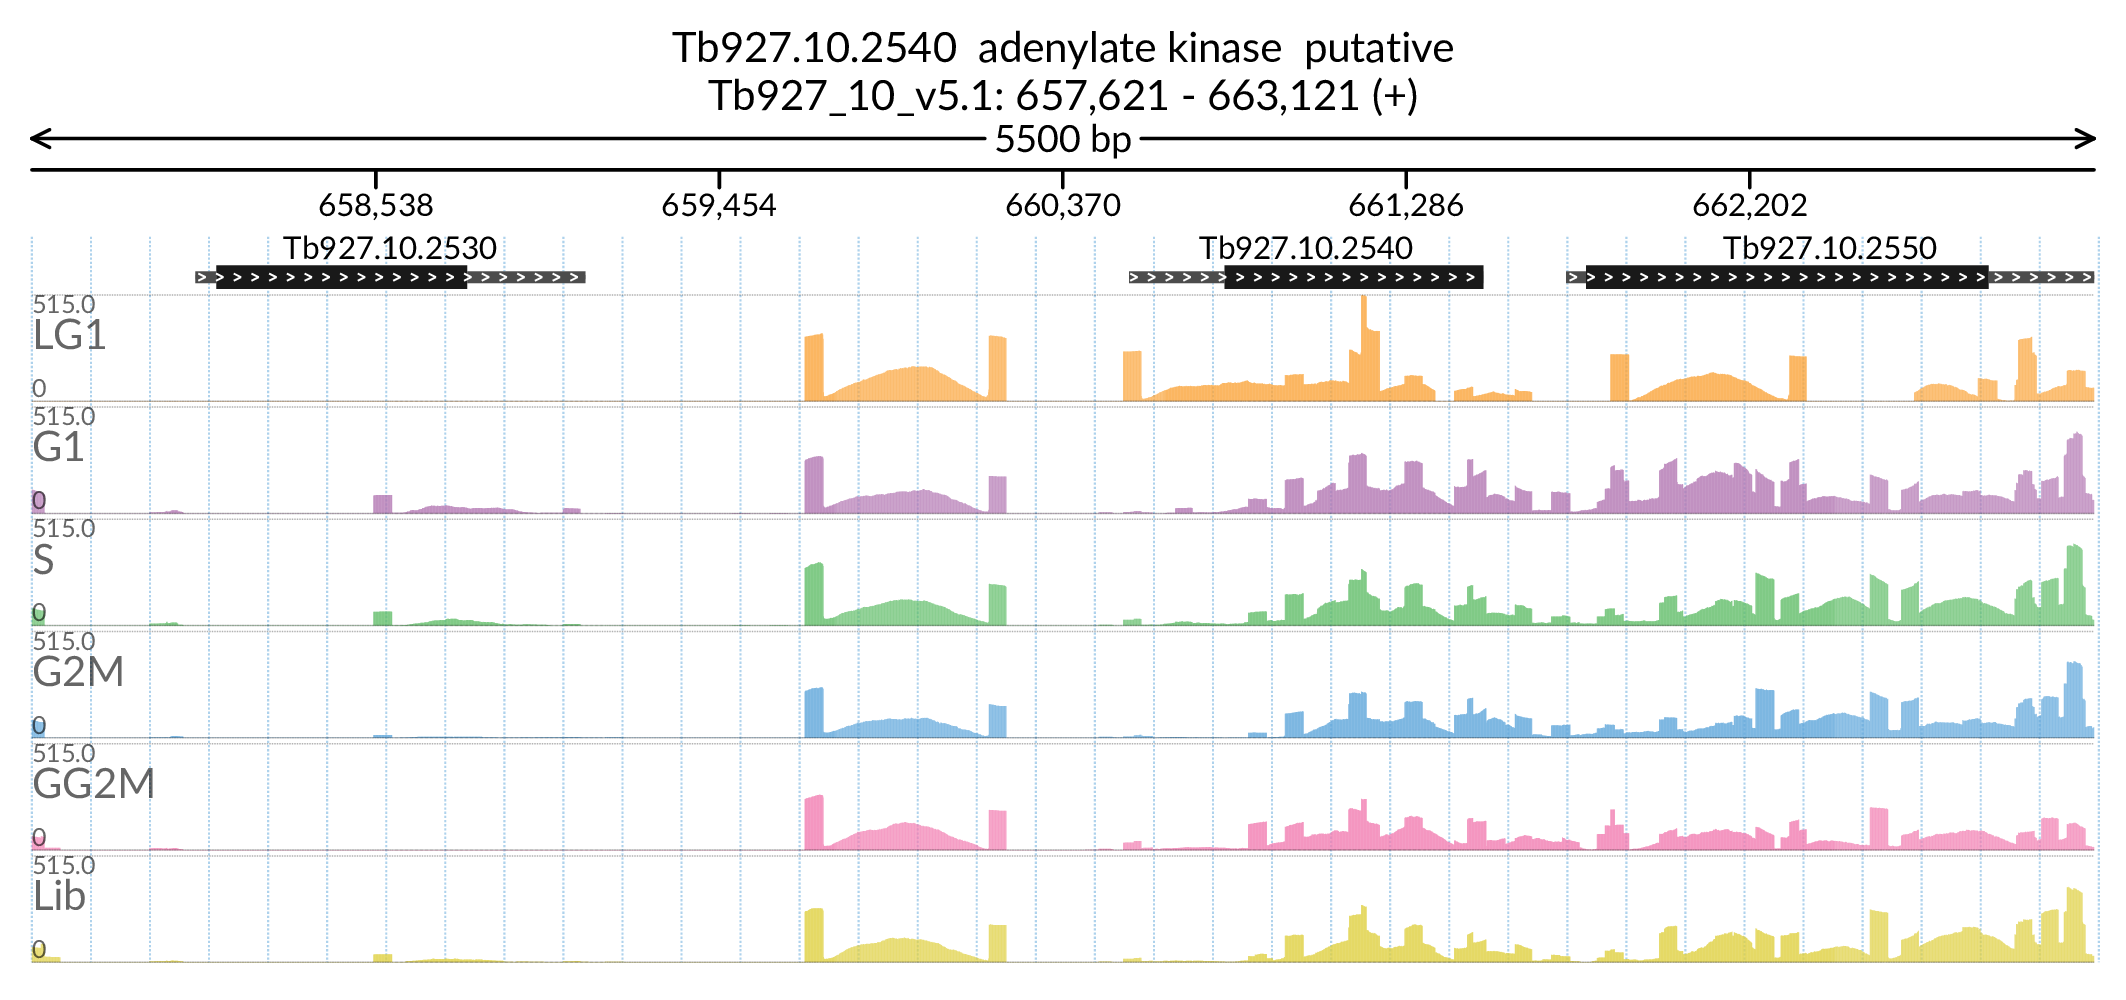 Tb927.10.2540 adenylate kinase putative
Tb927_10_v5.1: 657,621 - 663,121 (+)
5500 bp
658,538 659,454 660,370 661,286 662,202
Tb927.10.2530 Tb927.10.2540 Tb927.10.2550
515.0
LG1
0
515.0
G1
0
515.0
S
0
515.0
G2M
0
515.0
GG2M
0
515.0
Lib
0